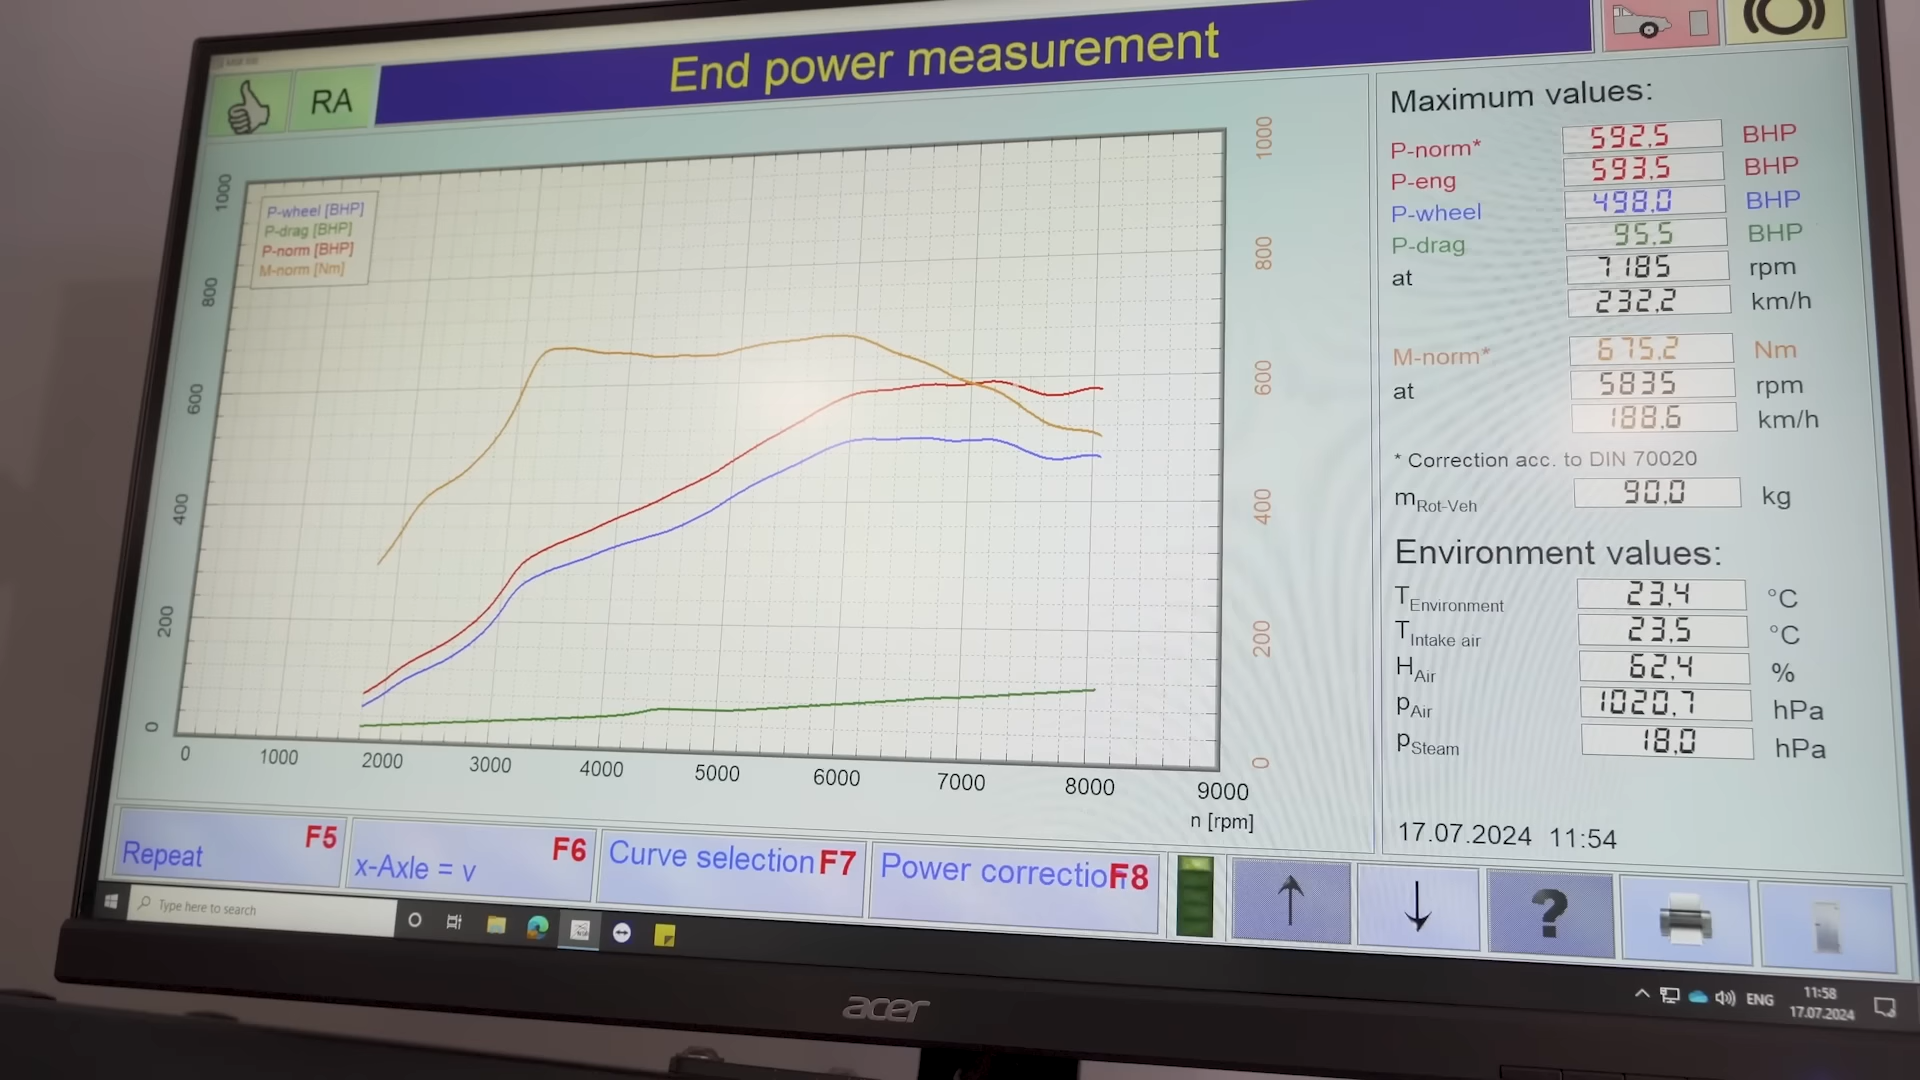 RA
End power measurement
1000
800
600
400
200
0
P-wheel [BHP]
P-drag [BHP]
P-norm [BHP]
M-norm [Nm]
1000
800
600
400
200
0
0 1000 2000 3000 4000 5000 6000 7000 8000 9000
n [rpm]
Maximum values:
P-norm* 592.5 BHP
P-eng 593.5 BHP
P-wheel 498.0 BHP
P-drag 95.5 BHP
at 7185 rpm
232.2 km/h
M-norm* 675.2 Nm
at 5835 rpm
188.6 km/h
* Correction acc. to DIN 70020
mRot-Veh 90.0 kg
Environment values:
TEnvironment 23.4 °C
TIntake air 23.5 °C
HAir 62.4 %
pAir 1020.7 hPa
pSteam 18.0 hPa
17.07.2024 11:54
Repeat F5
x-Axle = v F6
Curve selection F7
Power correction F8
?
Type here to search
ENG
11:58
17.07.2024
acer